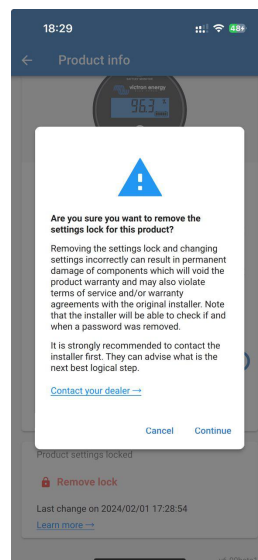 18:29
48
Product info
victron energy
96.3
Are you sure you want to remove the
settings lock for this product?
Removing the settings lock and changing
settings incorrectly can result in permanent
damage of components which will void the
product warranty and may also violate
terms of service and/or warranty
agreements with the original installer. Note
that the installer will be able to check if and
when a password was removed.
It is strongly recommended to contact the
installer first. They can advise what is the
next best logical step.
Contact your dealer →
Cancel Continue
Product settings locked
Remove lock
Last change on 2024/02/01 17:28:54
Learn more →